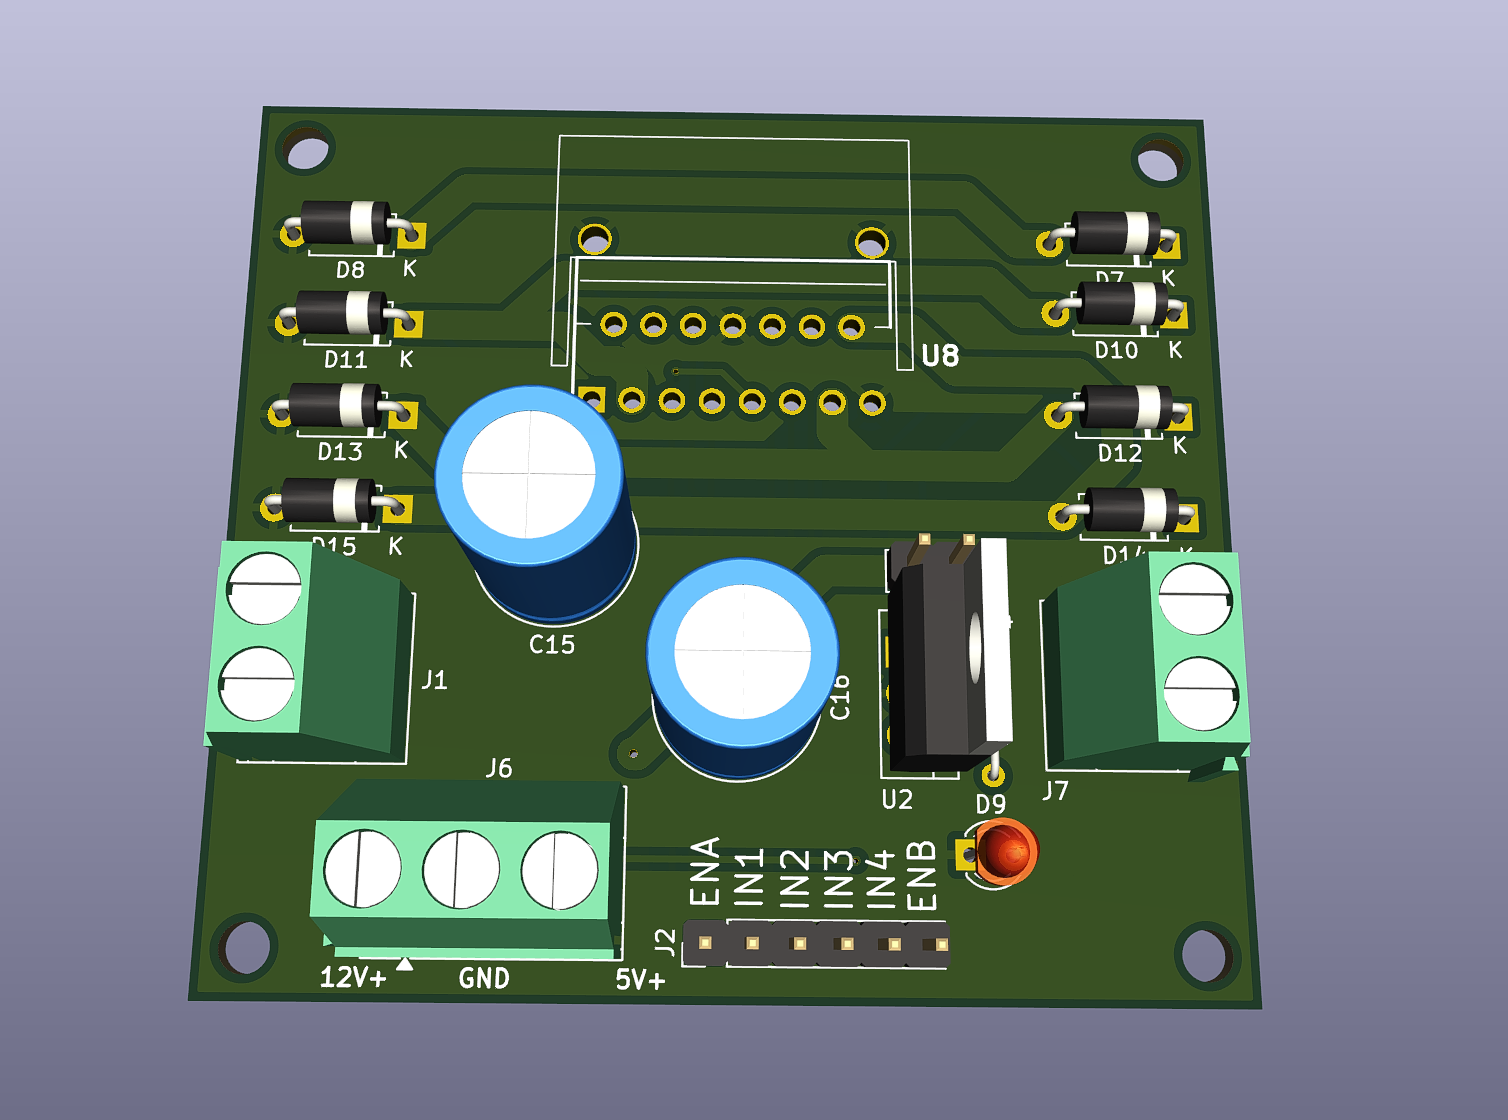 D8
K
D7
K
D11
K
D10
K
U8
D13
K
D12
K
D15
K
D14
K
C15
J1
C16
J6
U2
D9
J7
ENA
IN1
IN2
IN3
IN4
ENB
J2
12V+
GND
5V+